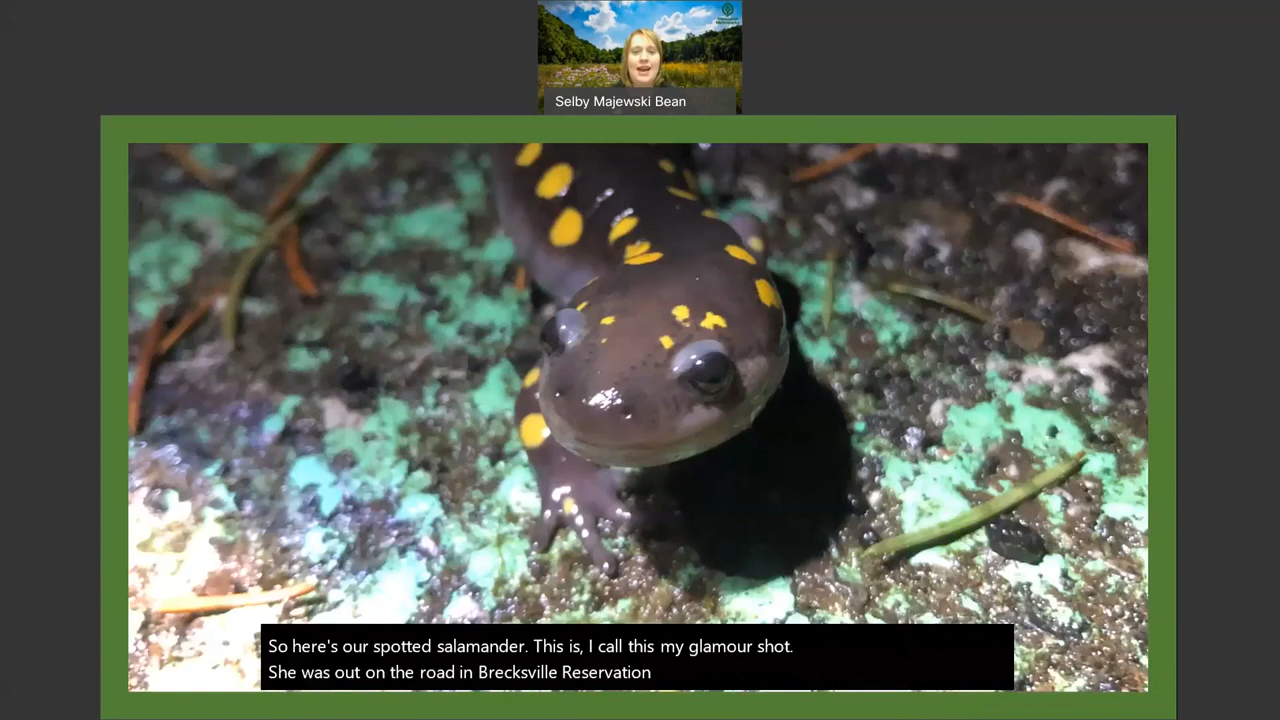 Selby Majewski Bean
So here's our spotted salamander. This is, I call this my glamour shot.
She was out on the road in Brecksville Reservation